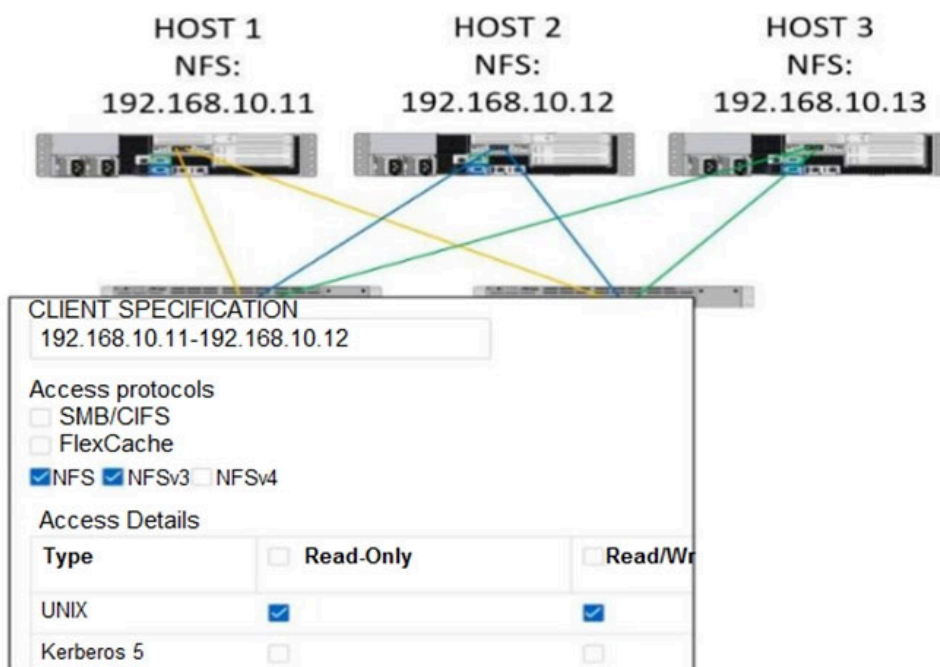 HOST 1
NFS:
192.168.10.11
HOST 2
NFS:
192.168.10.12
HOST 3
NFS:
192.168.10.13
CLIENT SPECIFICATION
192.168.10.11-192.168.10.12
Access protocols
SMB/CIFS
FlexCache
NFS NFSv3 NFSv4
Access Details
Type Read-Only Read/Wr
UNIX
Kerberos 5